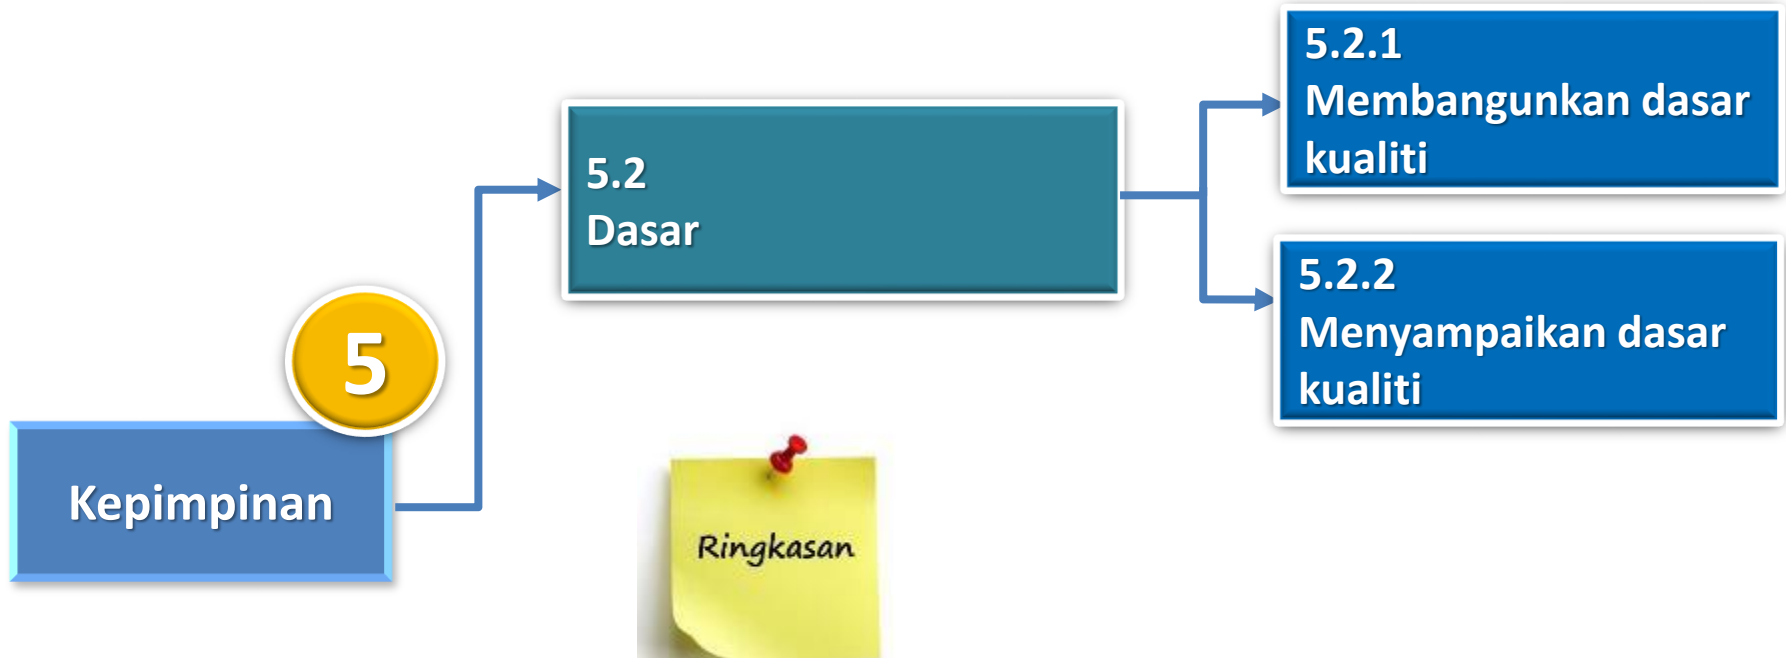 5
Kepimpinan
5.2
Dasar
5.2.1
Membangunkan dasar
kualiti
5.2.2
Menyampaikan dasar
kualiti
Ringkasan